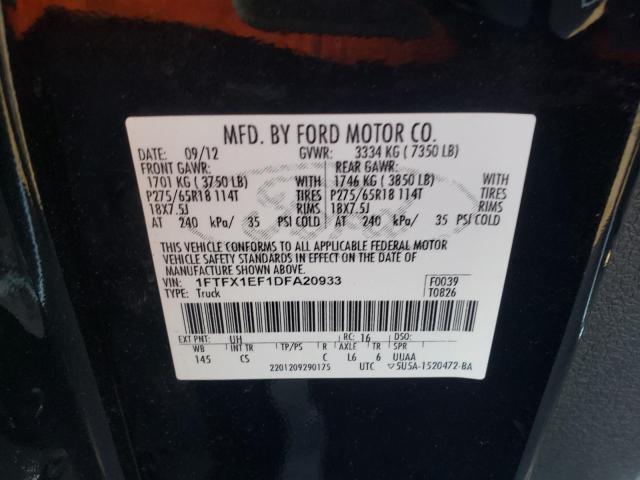 MFD. BY FORD MOTOR CO.
DATE: 09/12 GVWR: 3334 KG ( 7350 LB)
FRONT GAWR: REAR GAWR:
1701 KG ( 3750 LB) WITH 1746 KG ( 3850 LB) WITH
P275/65R18 114T TIRES P275/65R18 114T TIRES
18X7.5J RIMS 18X7.5J RIMS
AT 240 kPa/ 35 PSI COLD AT 240 kPa/ 35 PSI COLD
THIS VEHICLE CONFORMS TO ALL APPLICABLE FEDERAL MOTOR
VEHICLE SAFETY STANDARDS IN EFFECT ON THE DATE OF
MANUFACTURE SHOWN ABOVE.
VIN: 1FTFX1EF1DFA20933 F0039
TYPE: Truck T0826
EXT PNT: UH RC: 16 DSO:
WB INT TR TP/PS R AXLE TR SPR
145 CS C L6 6 UUAA
2201209290175 UTC ▽5U5A-1520472-BA